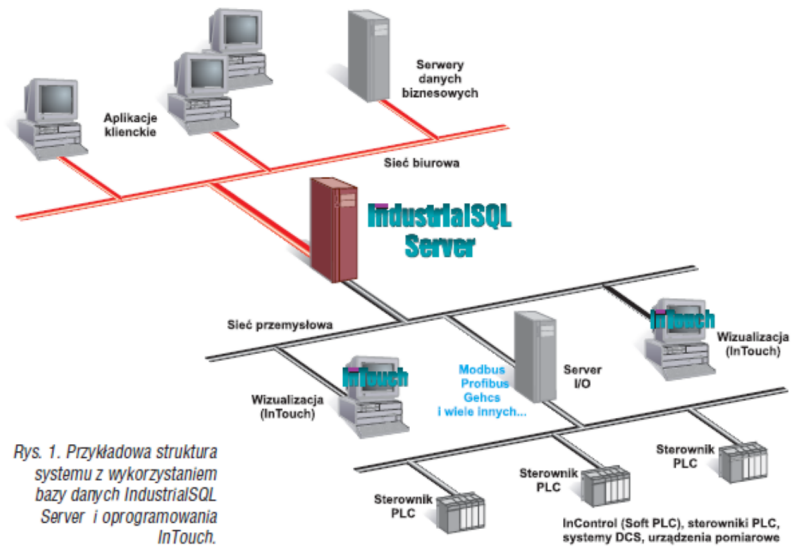 Aplikacje
klienckie
Serwery
danych
biznesowych
Sieć biurowa
IndustrialSQL
Server
Sieć przemysłowa
InTouch
Wizualizacja
(InTouch)
Modbus
Profibus
Gehcs
i wiele innych...
Server
I/O
InTouch
Wizualizacja
(InTouch)
Rys. 1. Przykładowa struktura
systemu z wykorzystaniem
bazy danych IndustrialSQL
Server i oprogramowania
InTouch.
Sterownik
PLC
Sterownik
PLC
Sterownik
PLC
InControl (Soft PLC), sterowniki PLC,
systemy DCS, urządzenia pomiarowe